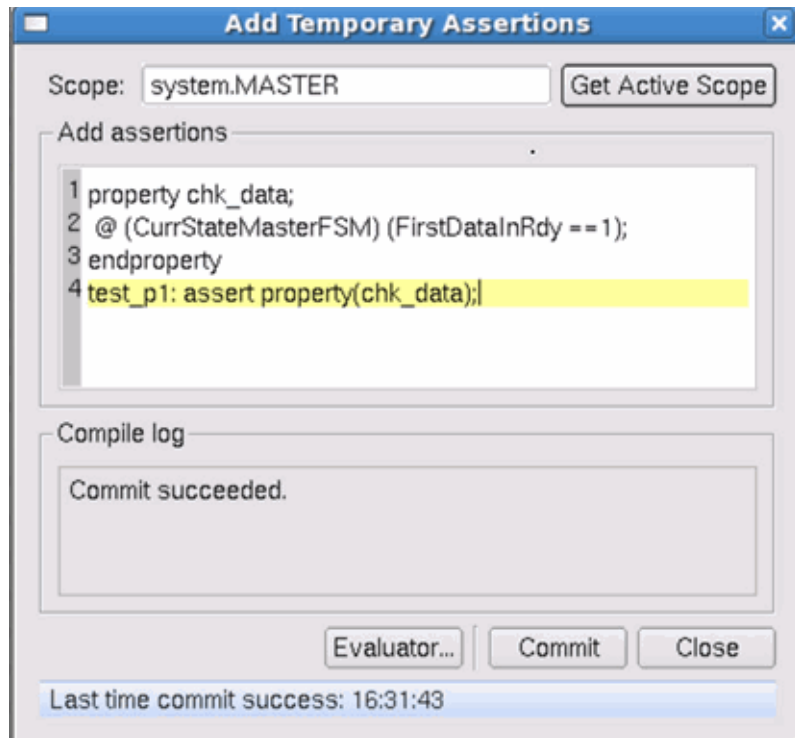 Add Temporary Assertions
Scope: system.MASTER Get Active Scope
Add assertions
1 property chk_data;
2 @ (CurrStateMasterFSM) (FirstDataInRdy ==1);
3 endproperty
4 test_p1: assert property(chk_data);
Compile log
Commit succeeded.
Evaluator... Commit Close
Last time commit success: 16:31:43